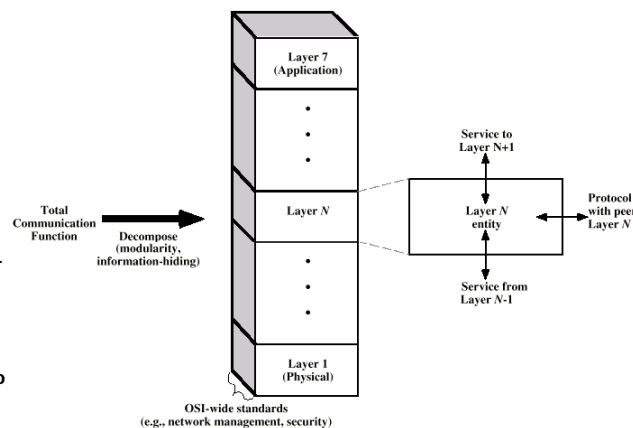 Layer 7
(Application)
Service to
Layer N+1
Total
Communication
Function
Decompose
(modularity,
information-hiding)
Layer N
Layer N
entity
Protocol
with peer
Layer N
Service from
Layer N-1
Layer 1
(Physical)
OSI-wide standards
(e.g., network management, security)